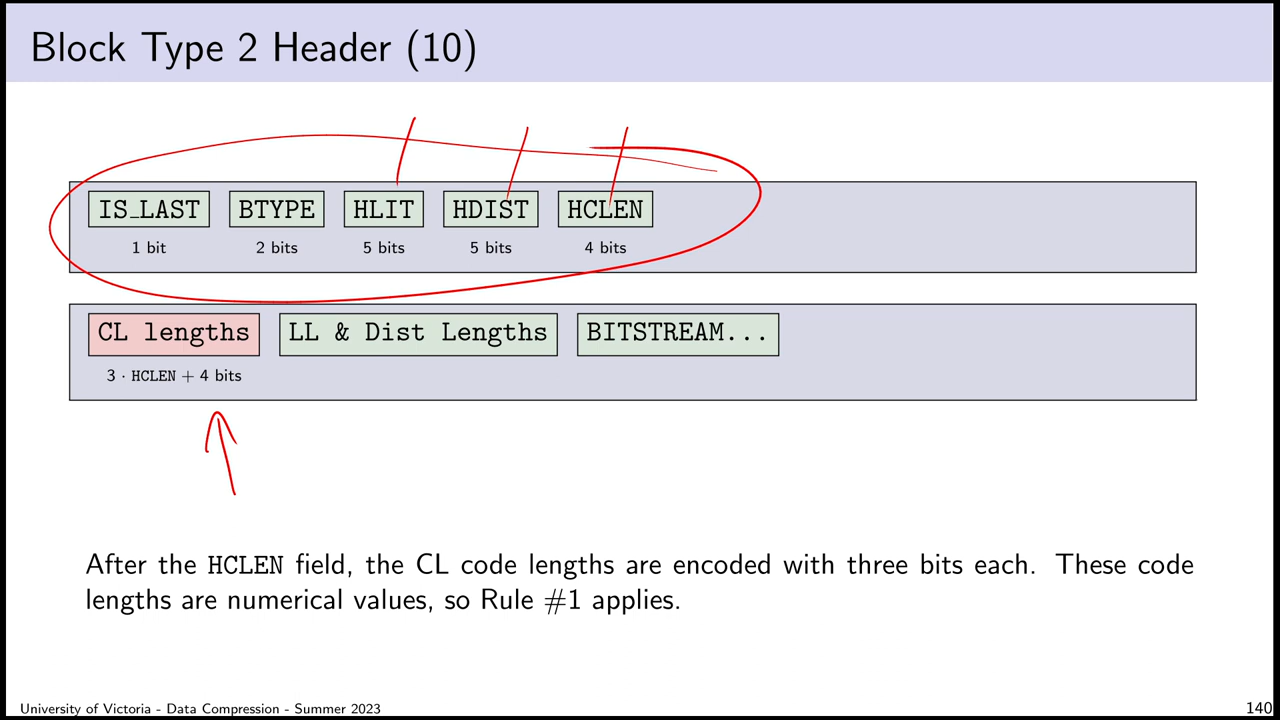 Block Type 2 Header (10)
IS_LAST BTYPE HLIT HDIST HCLEN
1 bit 2 bits 5 bits 5 bits 4 bits
CL lengths LL & Dist Lengths BITSTREAM...
3 · HCLEN + 4 bits
After the HCLEN field, the CL code lengths are encoded with three bits each. These code
lengths are numerical values, so Rule #1 applies.
University of Victoria - Data Compression - Summer 2023 140